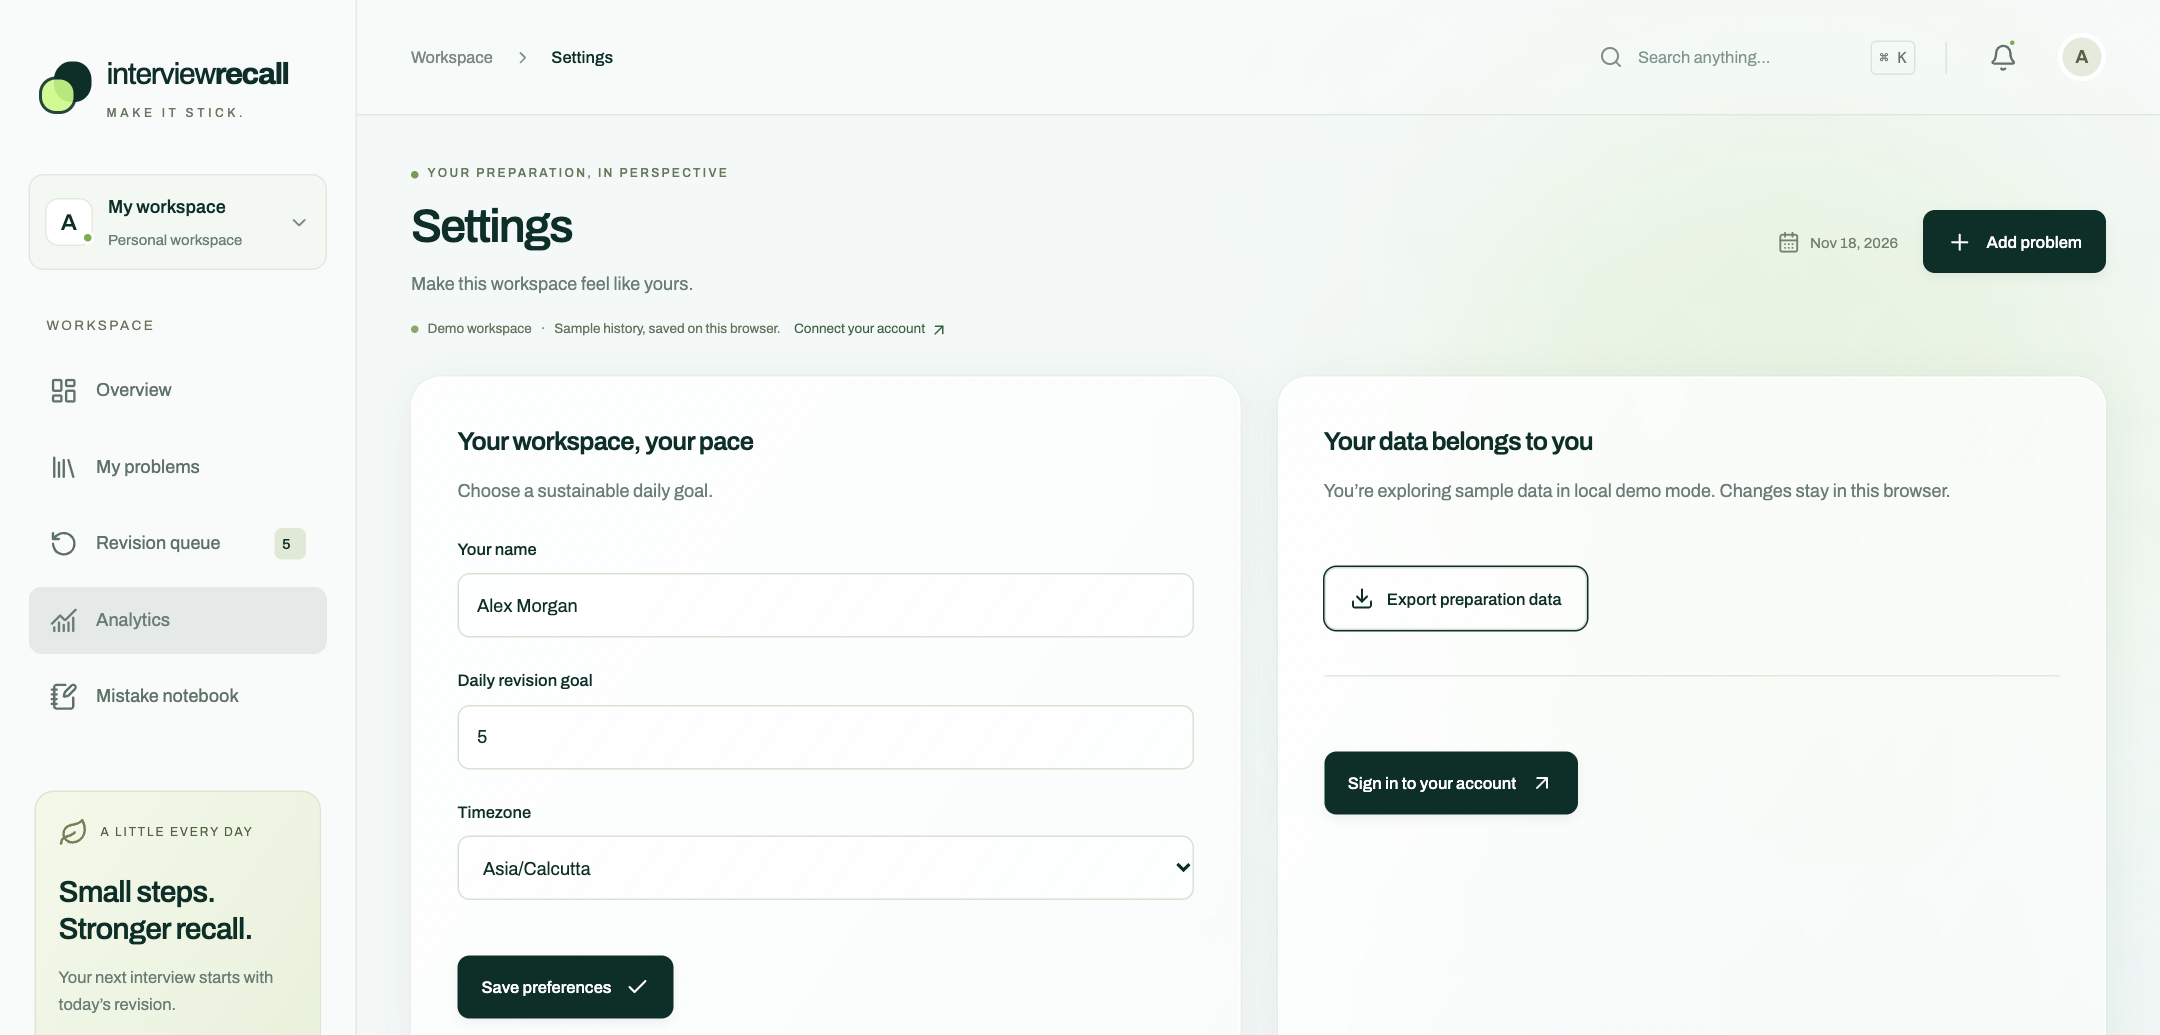 interviewrecall
MAKE IT STICK.
A
My workspace
Personal workspace
WORKSPACE
Overview
My problems
Revision queue
5
Analytics
Mistake notebook
A LITTLE EVERY DAY
Small steps.
Stronger recall.
Your next interview starts with
today’s revision.
Workspace
Settings
Search anything...
⌘ K
A
YOUR PREPARATION, IN PERSPECTIVE
Settings
Make this workspace feel like yours.
Demo workspace · Sample history, saved on this browser. Connect your account
Nov 18, 2026
Add problem
Your workspace, your pace
Choose a sustainable daily goal.
Your name
Alex Morgan
Daily revision goal
5
Timezone
Asia/Calcutta
Save preferences
Your data belongs to you
You’re exploring sample data in local demo mode. Changes stay in this browser.
Export preparation data
Sign in to your account